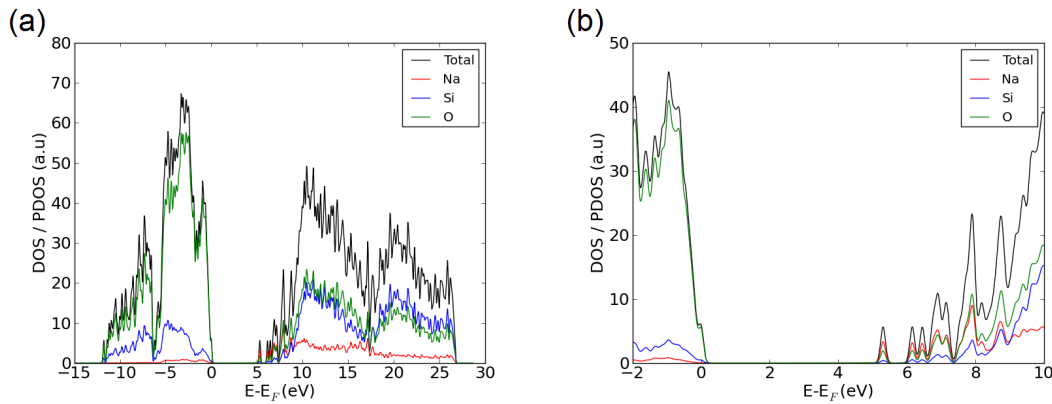 (a)
80
70
60
50
40
30
20
10
0
DOS / PDOS (a.u)
Total
Na
Si
O
−15 −10 −5 0 5 10 15 20 25 30
E-E_F(eV)
(b)
50
40
30
20
10
0
DOS / PDOS (a.u)
Total
Na
Si
O
−2 0 2 4 6 8 10
E-E_F(eV)